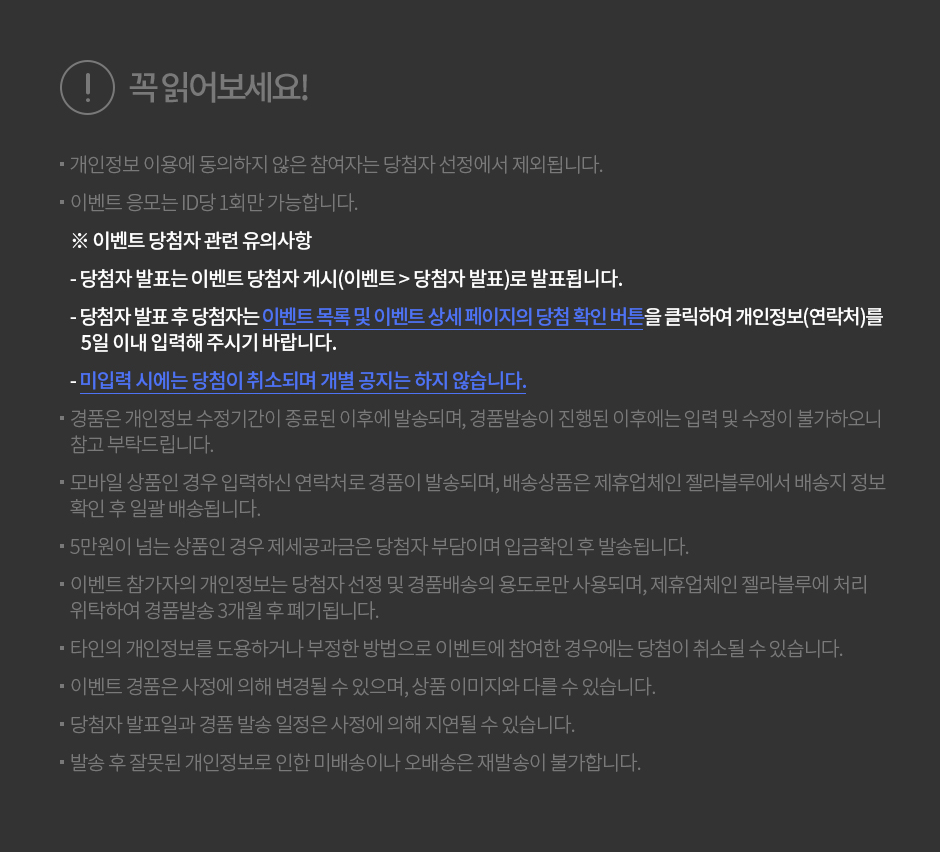 ! 꼭 읽어보세요!
▪ 개인정보 이용에 동의하지 않은 참여자는 당첨자 선정에서 제외됩니다.
▪ 이벤트 응모는 ID당 1회만 가능합니다.
※ 이벤트 당첨자 관련 유의사항
- 당첨자 발표는 이벤트 당첨자 게시(이벤트 > 당첨자 발표)로 발표됩니다.
- 당첨자 발표 후 당첨자는 이벤트 목록 및 이벤트 상세 페이지의 당첨 확인 버튼을 클릭하여 개인정보(연락처)를
5일 이내 입력해 주시기 바랍니다.
- 미입력 시에는 당첨이 취소되며 개별 공지는 하지 않습니다.
▪ 경품은 개인정보 수정기간이 종료된 이후에 발송되며, 경품발송이 진행된 이후에는 입력 및 수정이 불가하오니
참고 부탁드립니다.
▪ 모바일 상품인 경우 입력하신 연락처로 경품이 발송되며, 배송상품은 제휴업체인 젤라블루에서 배송지 정보
확인 후 일괄 배송됩니다.
▪ 5만원이 넘는 상품인 경우 제세공과금은 당첨자 부담이며 입금확인 후 발송됩니다.
▪ 이벤트 참가자의 개인정보는 당첨자 선정 및 경품배송의 용도로만 사용되며, 제휴업체인 젤라블루에 처리
위탁하여 경품발송 3개월 후 폐기됩니다.
▪ 타인의 개인정보를 도용하거나 부정한 방법으로 이벤트에 참여한 경우에는 당첨이 취소될 수 있습니다.
▪ 이벤트 경품은 사정에 의해 변경될 수 있으며, 상품 이미지와 다를 수 있습니다.
▪ 당첨자 발표일과 경품 발송 일정은 사정에 의해 지연될 수 있습니다.
▪ 발송 후 잘못된 개인정보로 인한 미배송이나 오배송은 재발송이 불가합니다.